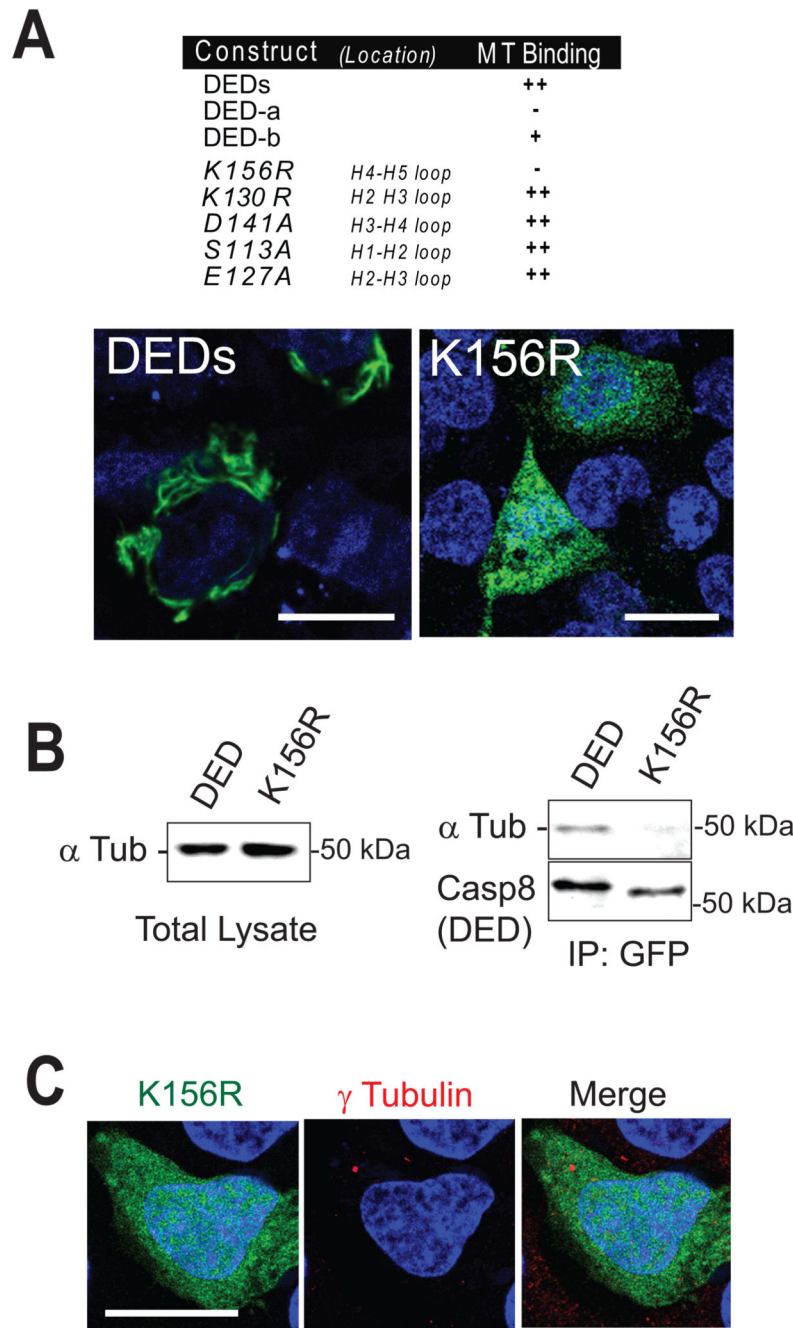 A
Construct (Location) MT Binding
DEDs ++
DED-a -
DED-b +
K156R H4-H5 loop -
K130 R H2 H3 loop ++
D141A H3-H4 loop ++
S113A H1-H2 loop ++
E127A H2-H3 loop ++
DEDs K156R
B
DED K156R
α Tub - -50 kDa
Total Lysate
DED K156R
α Tub - -50 kDa
Casp8 (DED) -50 kDa
IP: GFP
C
K156R γ Tubulin Merge